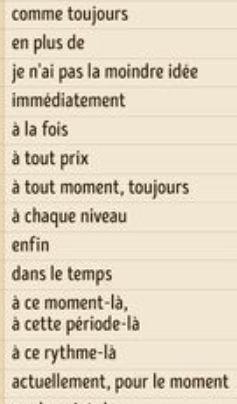 comme toujours
en plus de
je n'ai pas la moindre idée
immédiatement
à la fois
à tout prix
à tout moment, toujours
à chaque niveau
enfin
dans le temps
à ce moment-là,
à cette période-là
à ce rythme-là
actuellement, pour le moment